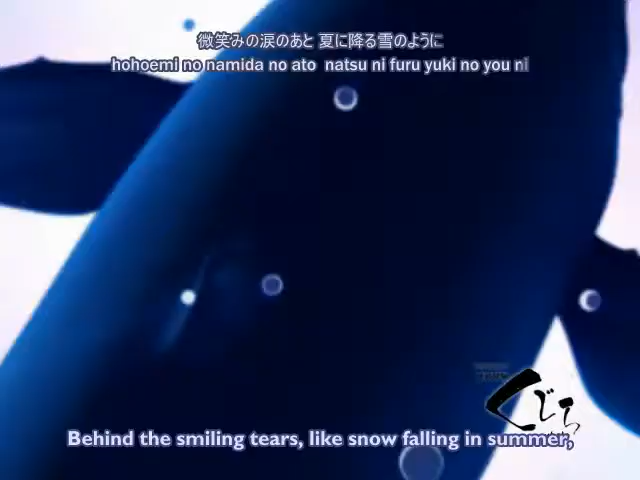 微笑みの涙のあと 夏に降る雪のように
hohoemi no namida no ato natsu ni furu yuki no you ni
くじら
Behind the smiling tears, like snow falling in summer,